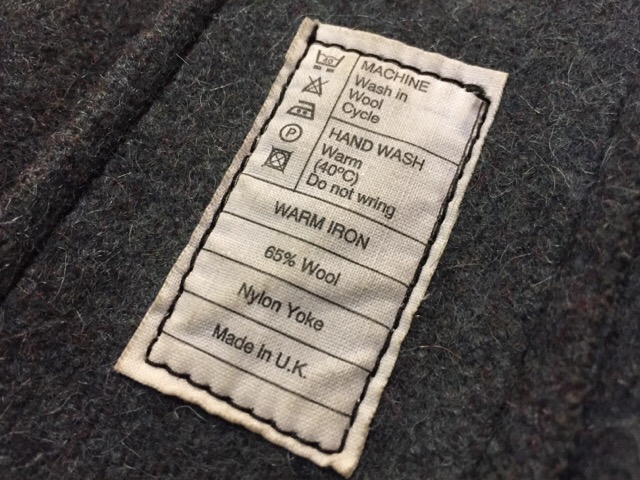 40
MACHINE
Wash in
Wool
Cycle
P
HAND WASH
Warm
(40ºC)
Do not wring
WARM IRON
65% Wool
Nylon Yoke
Made in U.K.